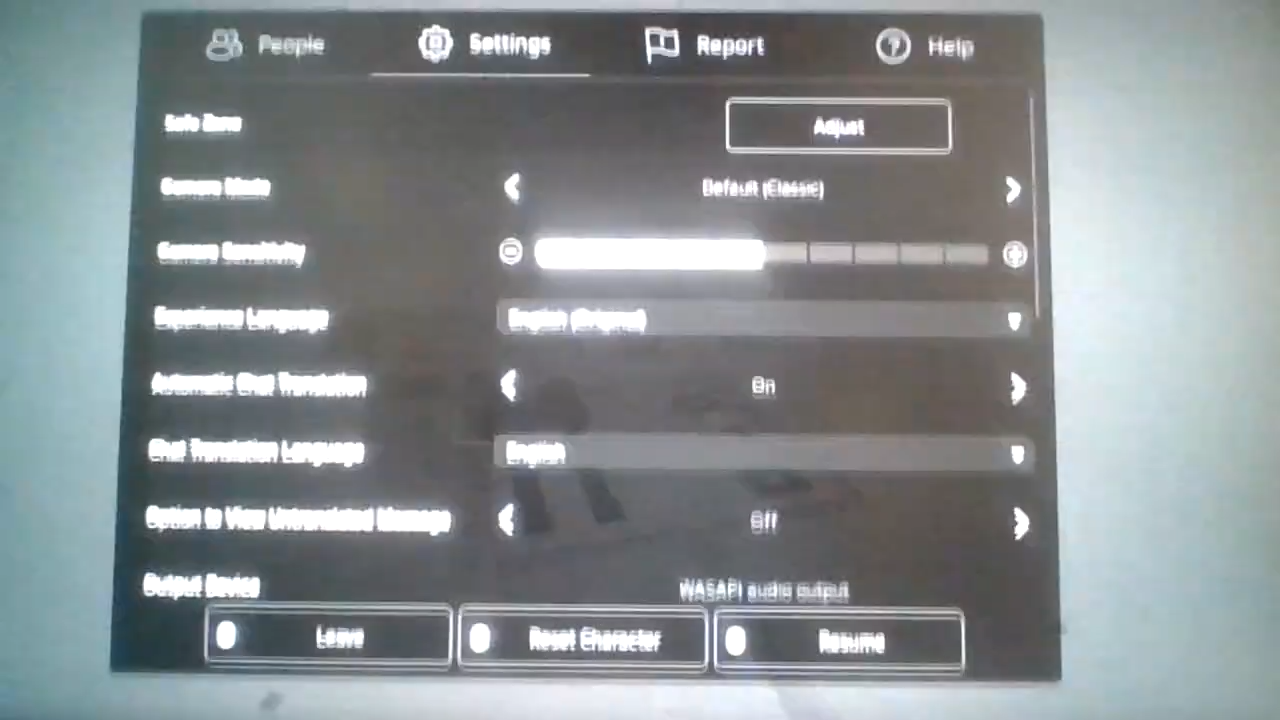 People Settings Report Help
Safe Zone Adjust
Camera Mode Default (Classic)
Camera Sensitivity
Experience Language English (Original)
Automatic Chat Translation On
Chat Translation Language English
Option to View Untranslated Message Off
Output Device WASAPI audio output
Leave Reset Character Resume